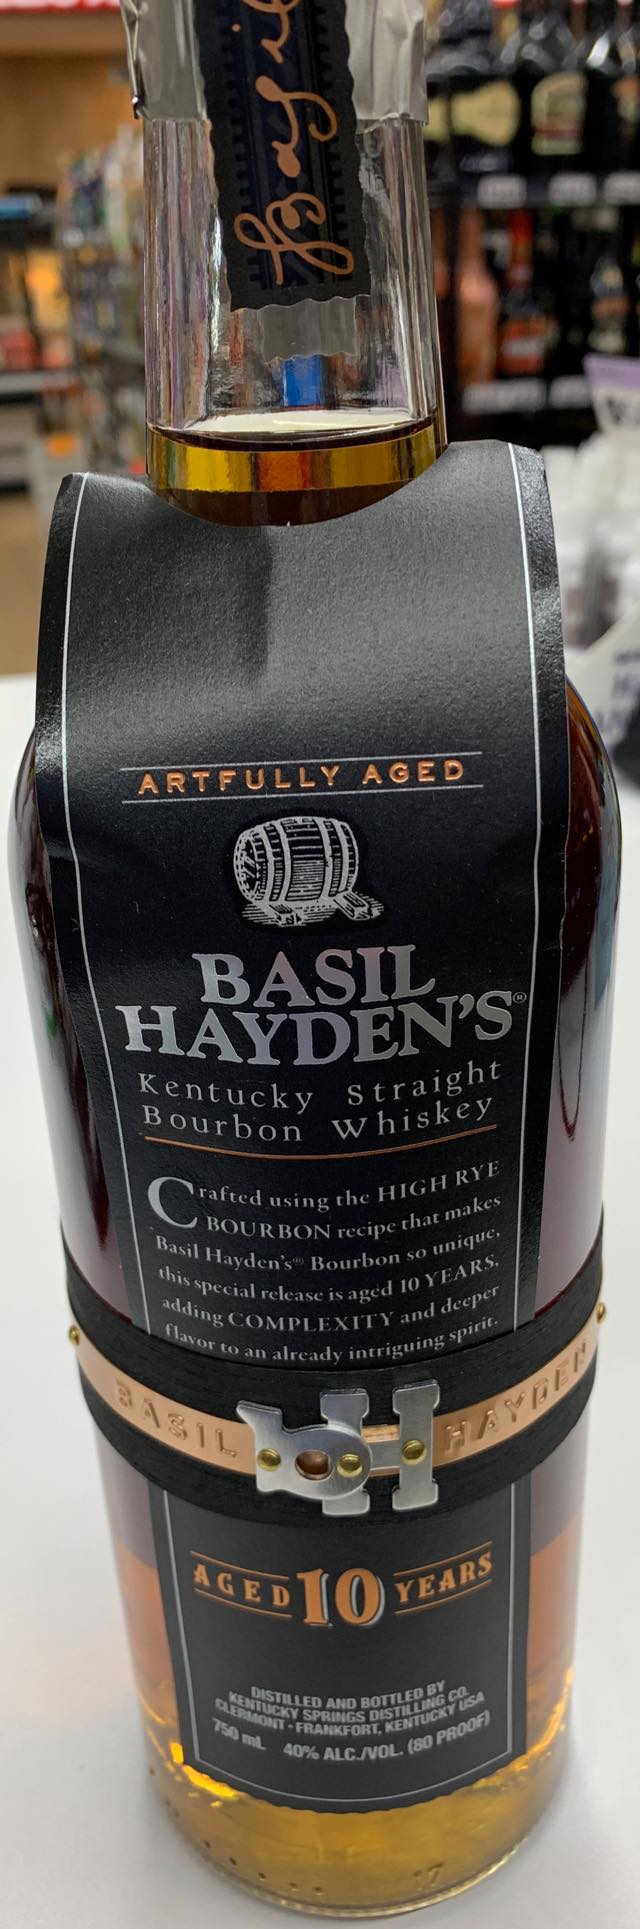 Basil
ARTFULLY AGED
BASIL
HAYDEN'S®
Kentucky Straight
Bourbon Whiskey
Crafted using the HIGH RYE
BOURBON recipe that makes
Basil Hayden's® Bourbon so unique,
this special release is aged 10 YEARS,
adding COMPLEXITY and deeper
flavor to an already intriguing spirit.
BASIL bH HAYDEN
AGED 10 YEARS
DISTILLED AND BOTTLED BY
KENTUCKY SPRINGS DISTILLING CO.
CLERMONT · FRANKFORT, KENTUCKY USA
750 mL 40% ALC./VOL. (80 PROOF)
17